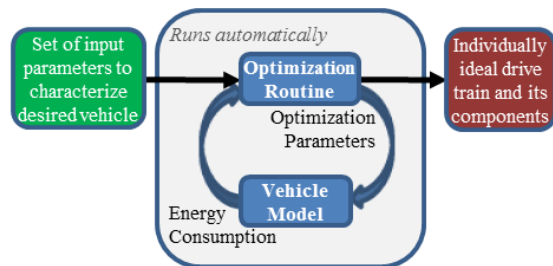 Set of input
parameters to
characterize
desired vehicle
Runs automatically
Optimization
Routine
Optimization
Parameters
Vehicle
Model
Energy
Consumption
Individually
ideal drive
train and its
components